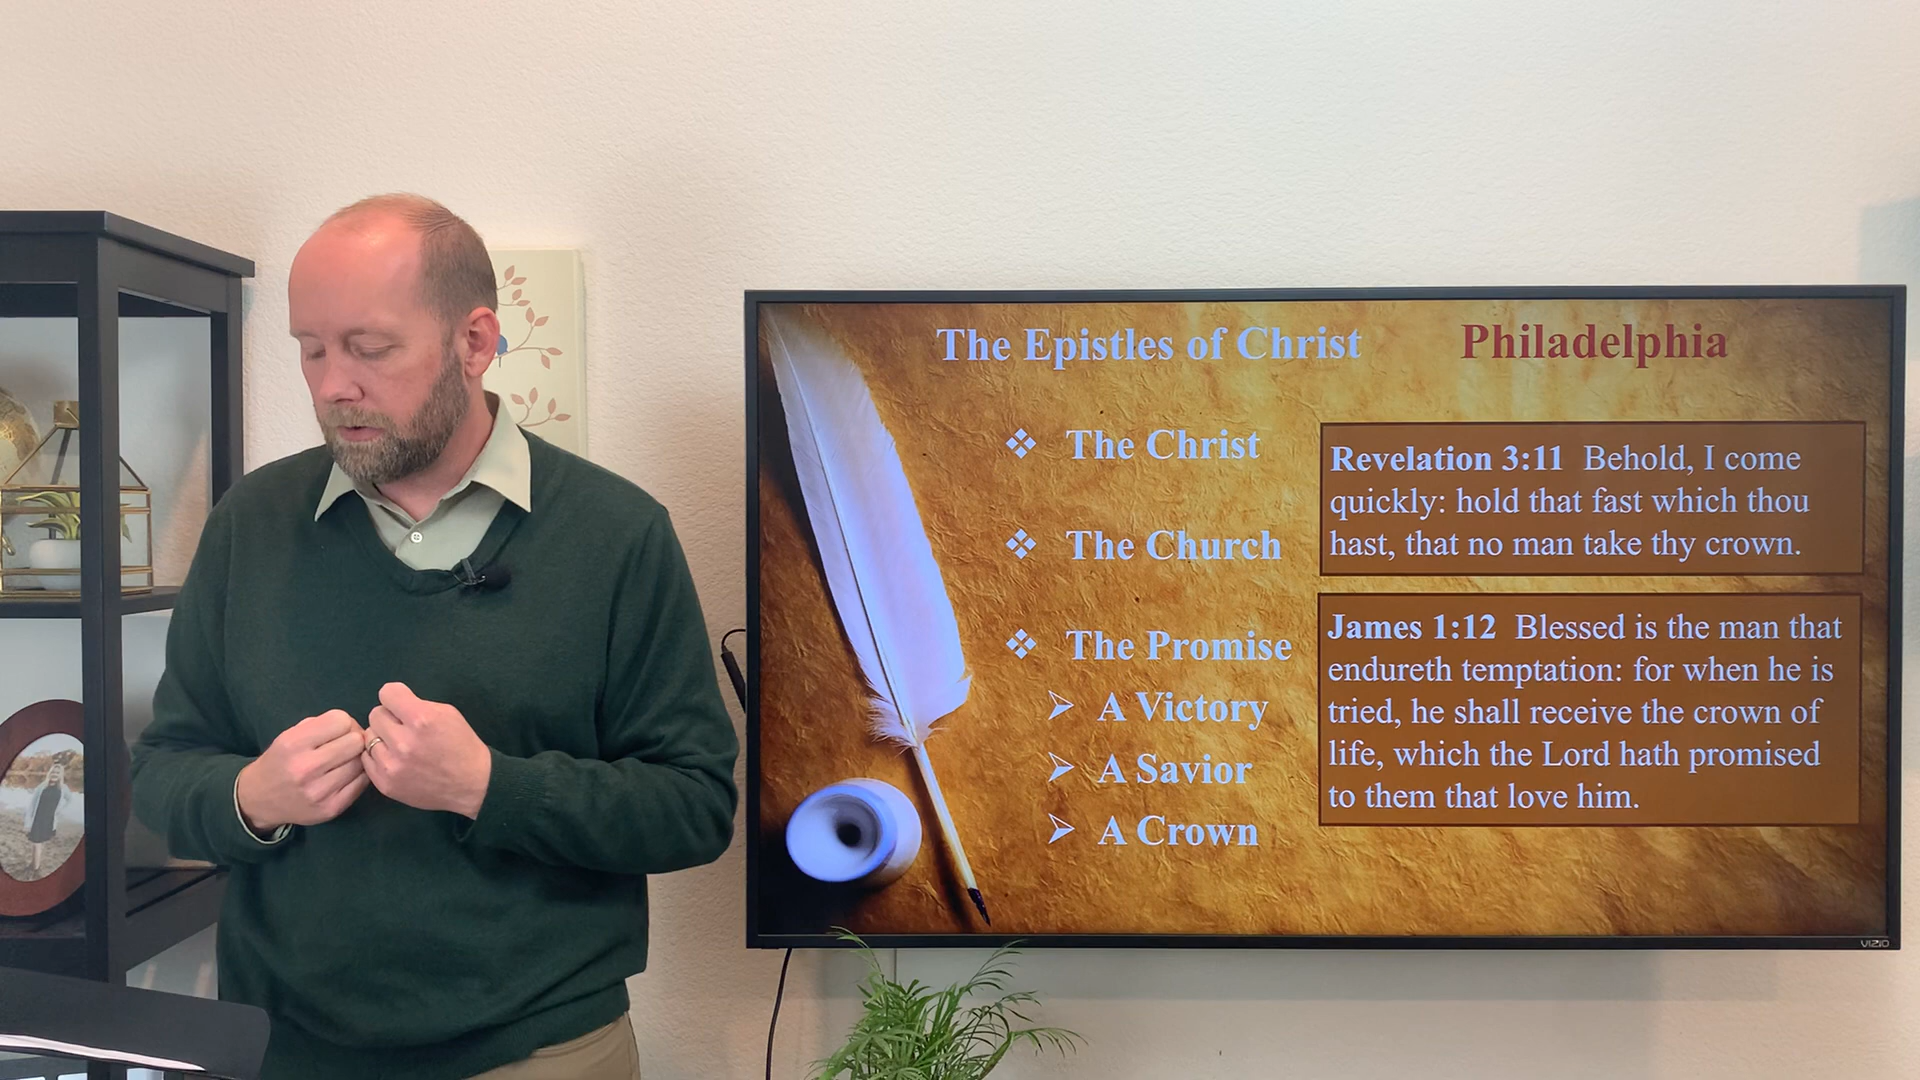 The Epistles of Christ
Philadelphia
❖ The Christ
❖ The Church
❖ The Promise
➢ A Victory
➢ A Savior
➢ A Crown
Revelation 3:11 Behold, I come
quickly: hold that fast which thou
hast, that no man take thy crown.
James 1:12 Blessed is the man that
endureth temptation: for when he is
tried, he shall receive the crown of
life, which the Lord hath promised
to them that love him.
VIZIO